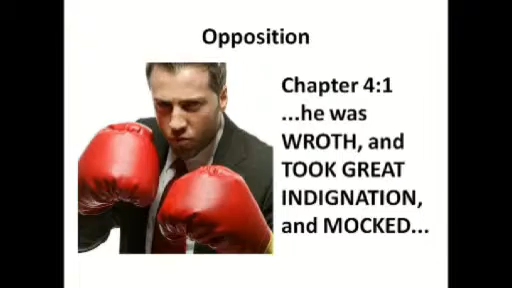 Opposition
Chapter 4:1
...he was
WROTH, and
TOOK GREAT
INDIGNATION,
and MOCKED...